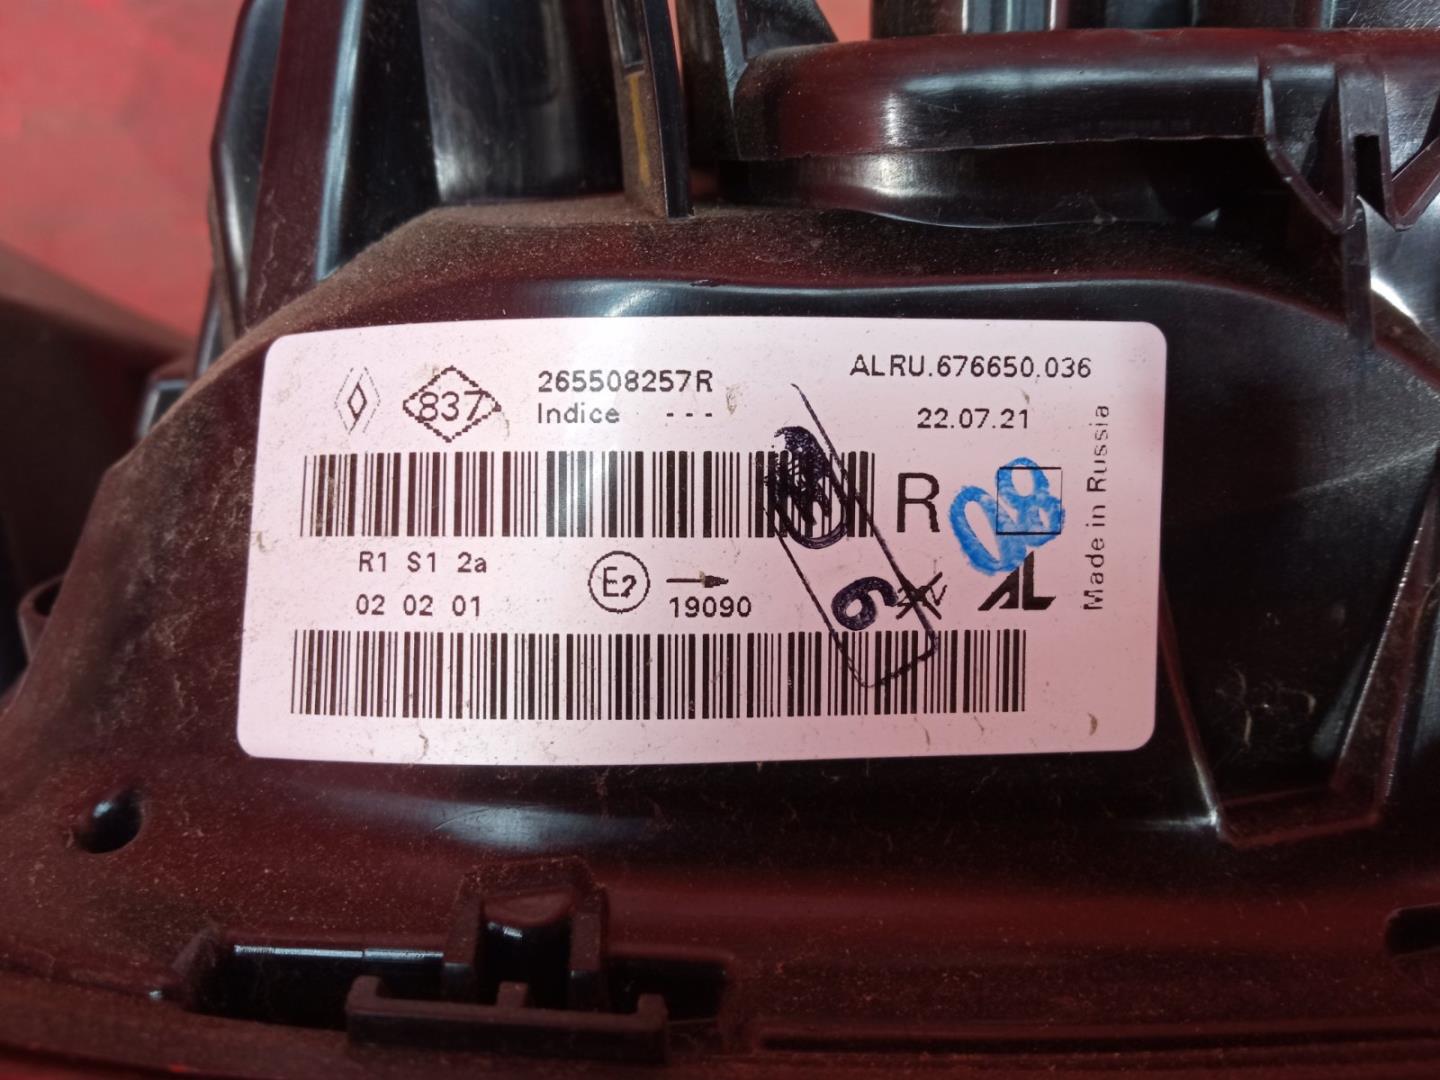 837
265508257R
ALRU.676650.036
Indice ---
22.07.21
R
08
Made in Russia
R1 S1 2a
E2
02 02 01
19090
6
AL